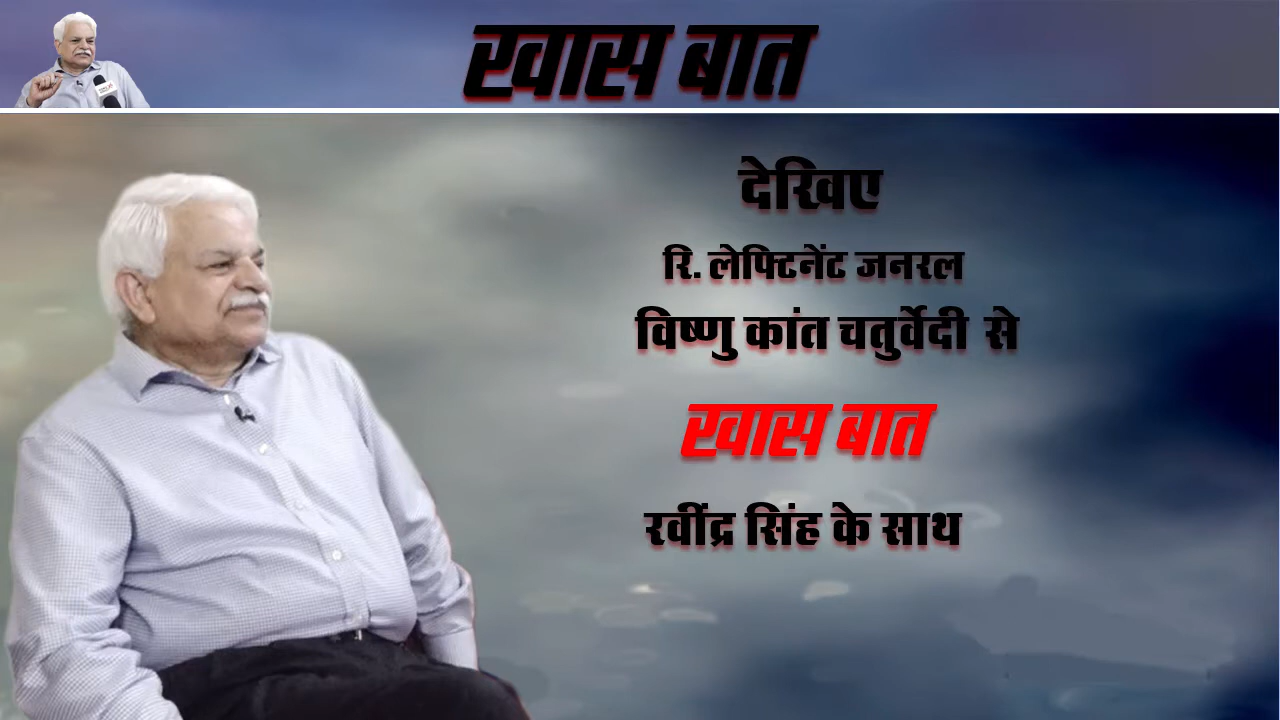 खास बात
देखिए
रि. लेफ्टिनेंट जनरल
विष्णु कांत चतुर्वेदी से
खास बात
रवींद्र सिंह के साथ